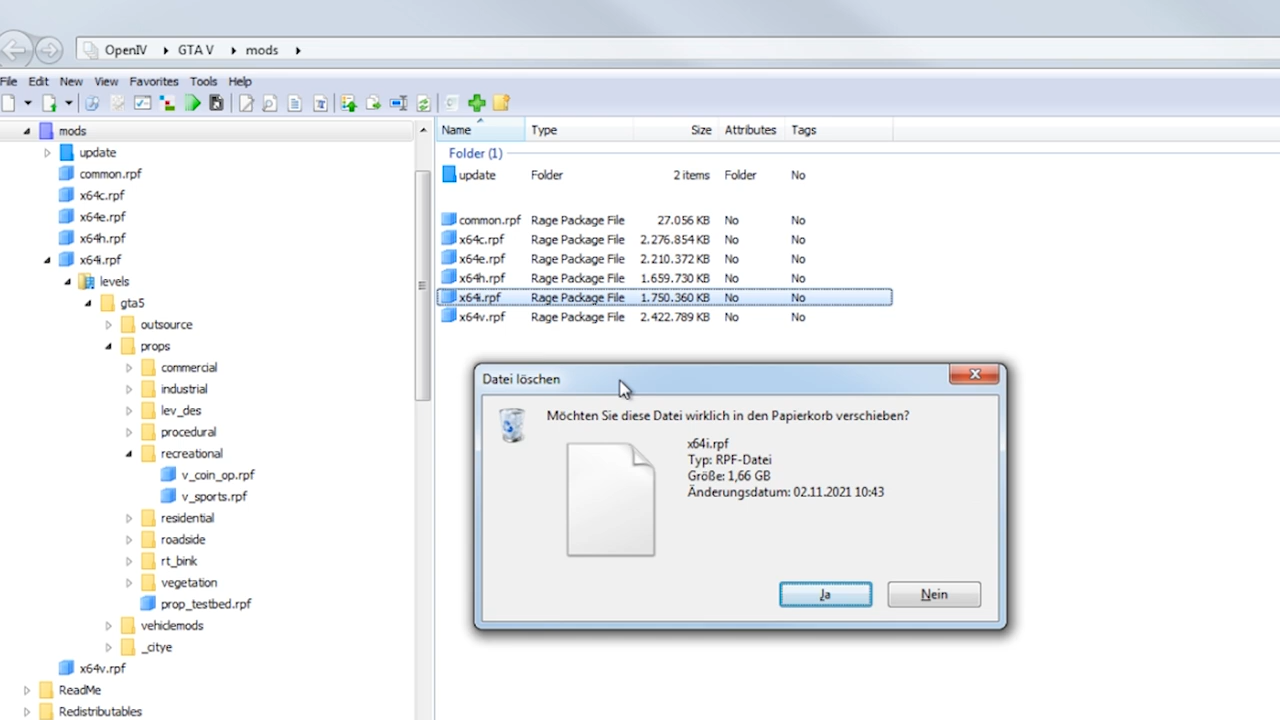 OpenIV GTA V mods
File Edit New View Favorites Tools Help
mods
update
common.rpf
x64c.rpf
x64e.rpf
x64h.rpf
x64i.rpf
levels
gta5
outsource
props
commercial
industrial
lev_des
procedural
recreational
v_coin_op.rpf
v_sports.rpf
residential
roadside
rt_bink
vegetation
prop_testbed.rpf
vehiclemods
_citye
x64v.rpf
ReadMe
Redistributables
Name Type Size Attributes Tags
Folder (1)
update Folder 2 items Folder No
common.rpf Rage Package File 27.056 KB No No
x64c.rpf Rage Package File 2.276.854 KB No No
x64e.rpf Rage Package File 2.210.372 KB No No
x64h.rpf Rage Package File 1.659.730 KB No No
x64i.rpf Rage Package File 1.750.360 KB No No
x64v.rpf Rage Package File 2.422.789 KB No No
Datei löschen
Möchten Sie diese Datei wirklich in den Papierkorb verschieben?
x64i.rpf
Typ: RPF-Datei
Größe: 1,66 GB
Änderungsdatum: 02.11.2021 10:43
Ja Nein